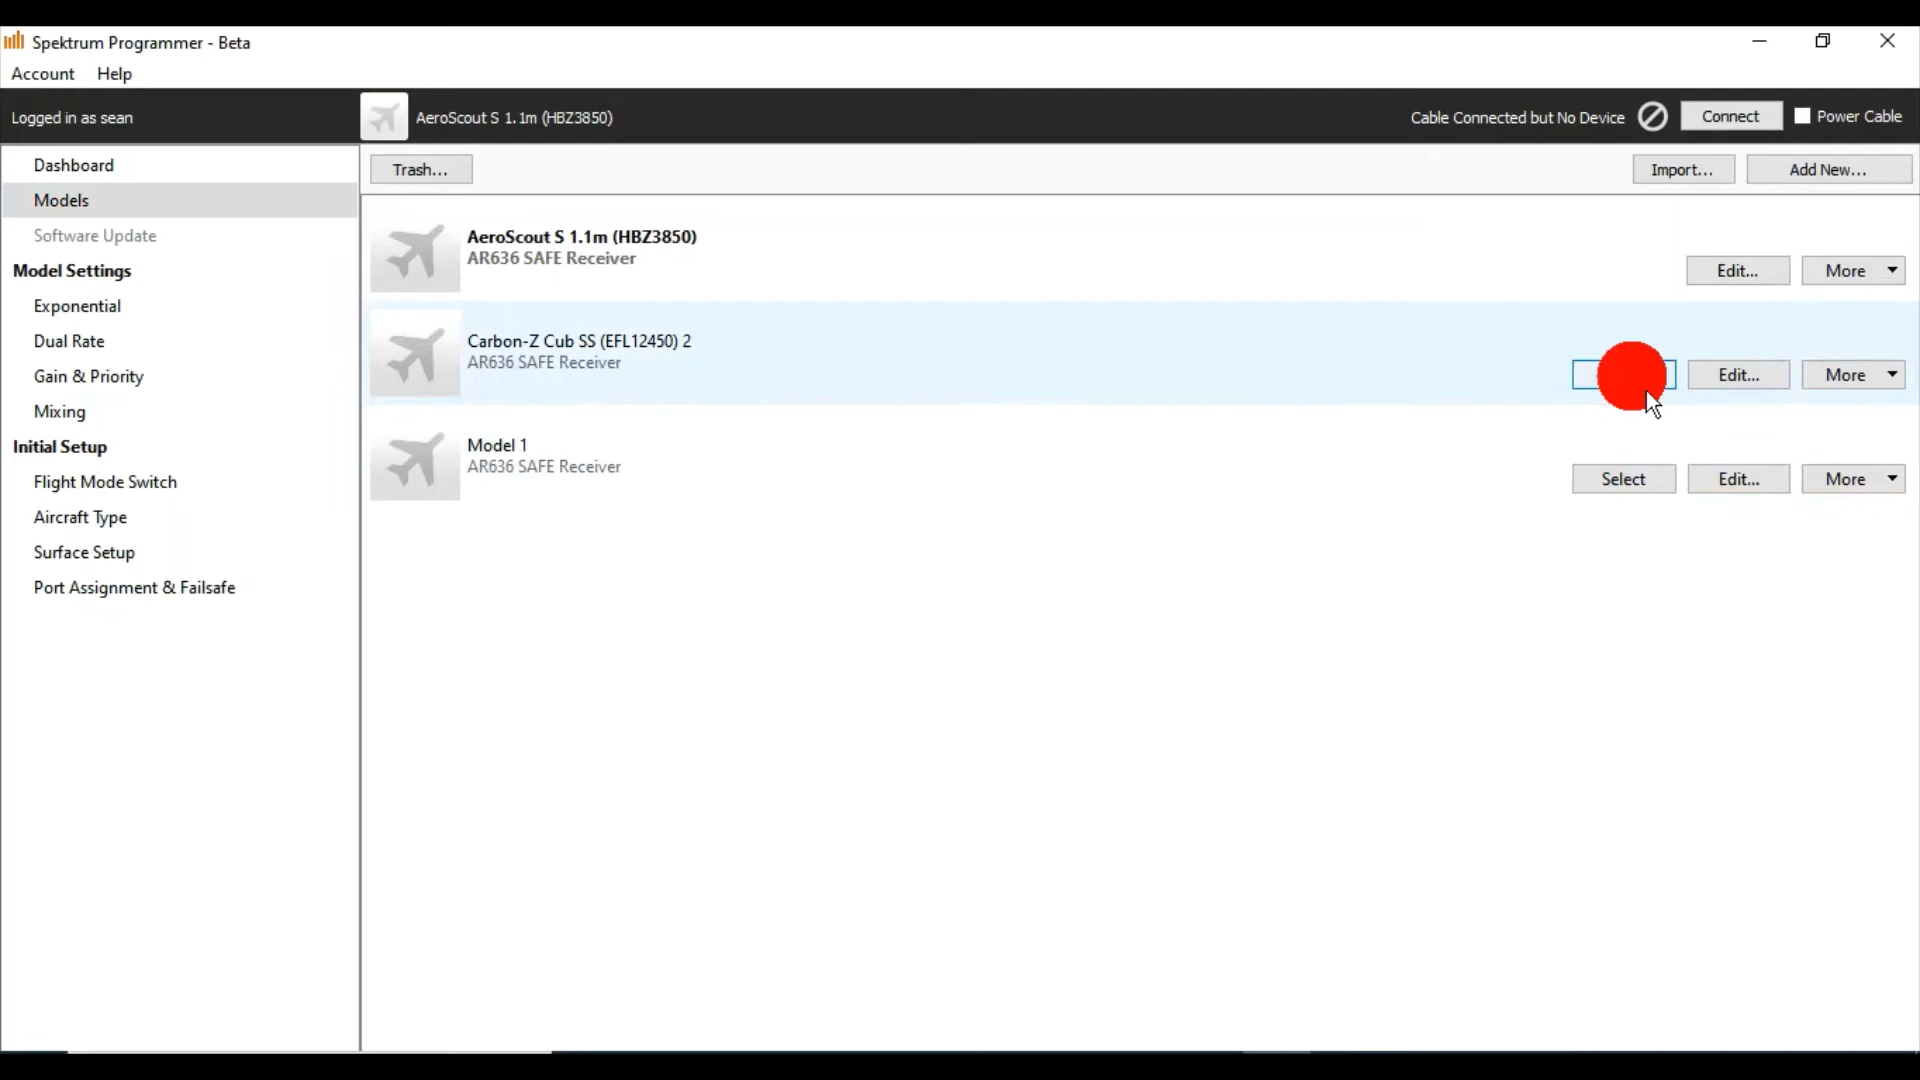 Spektrum Programmer - Beta
Account Help
Logged in as sean
AeroScout S 1.1m (HBZ3850)
Cable Connected but No Device
Connect
Power Cable
Dashboard
Models
Software Update
Model Settings
Exponential
Dual Rate
Gain & Priority
Mixing
Initial Setup
Flight Mode Switch
Aircraft Type
Surface Setup
Port Assignment & Failsafe
Trash...
Import...
Add New...
AeroScout S 1.1m (HBZ3850)
AR636 SAFE Receiver
Edit...
More
Carbon-Z Cub SS (EFL12450) 2
AR636 SAFE Receiver
Edit...
More
Model 1
AR636 SAFE Receiver
Select
Edit...
More